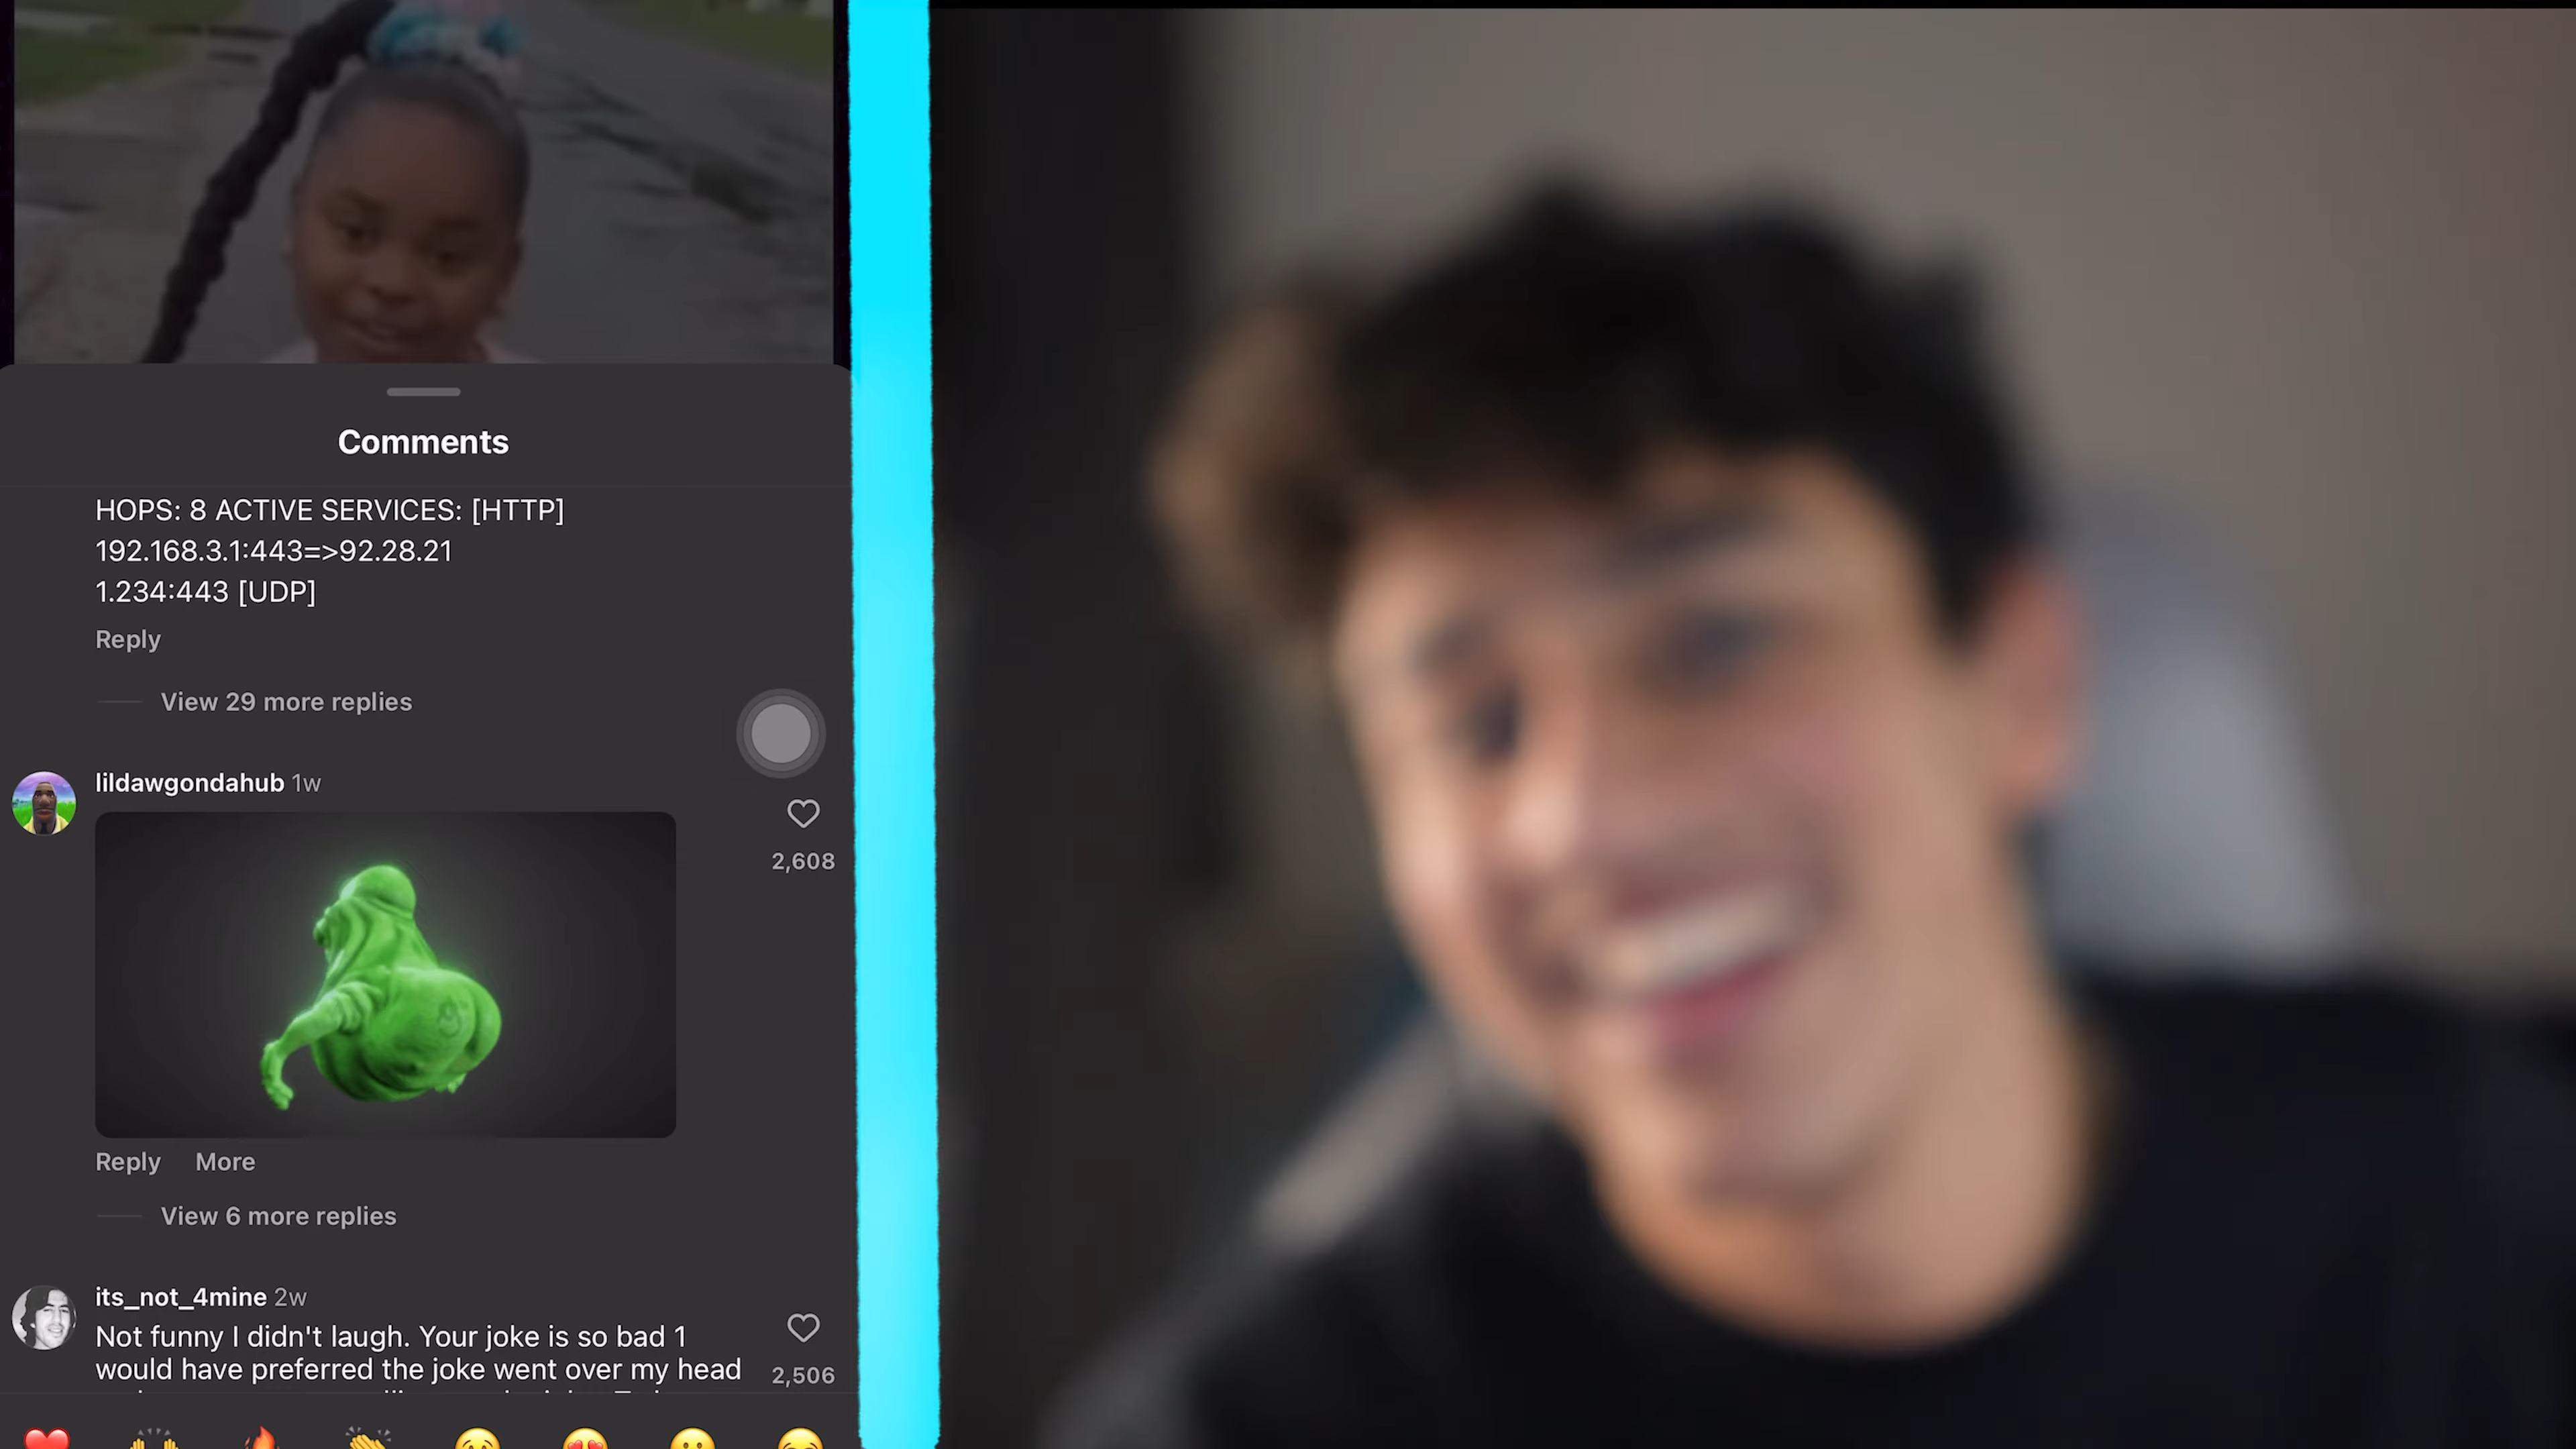 Comments
HOPS: 8 ACTIVE SERVICES: [HTTP]
192.168.3.1:443=>92.28.21
1.234:443 [UDP]
Reply
View 29 more replies
lildawgondahub 1w
2,608
Reply More
View 6 more replies
its_not_4mine 2w
Not funny I didn't laugh. Your joke is so bad 1
would have preferred the joke went over my head
2,506